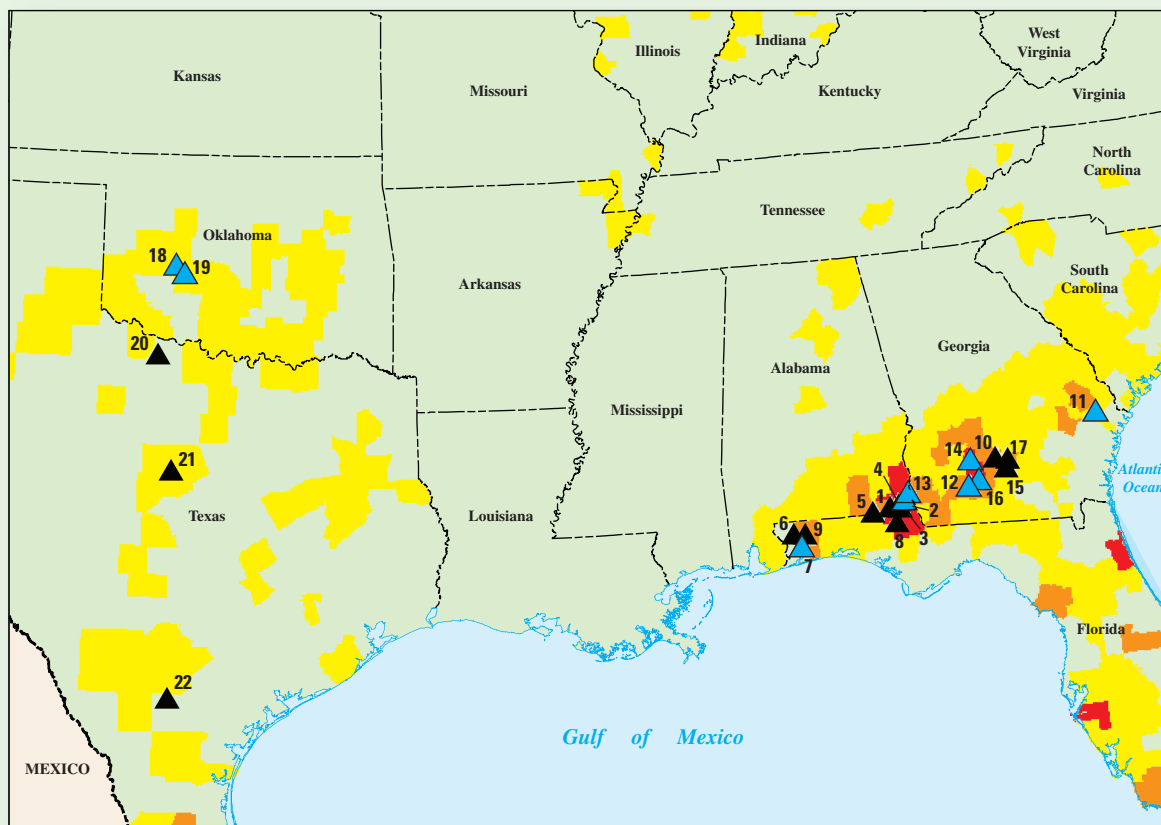 Kansas
Missouri
Illinois
Indiana
West
Virginia
Kentucky
Virginia
North
Carolina
Tennessee
Oklahoma
18
19
20
Arkansas
South
Carolina
Georgia
Alabama
Mississippi
11
21
Texas
Louisiana
14
10
17
4
13
12
15
16
5
1
2
6
9
8
3
7
Atlanti
Ocean
Florida
22
Gulf of Mexico
MEXICO